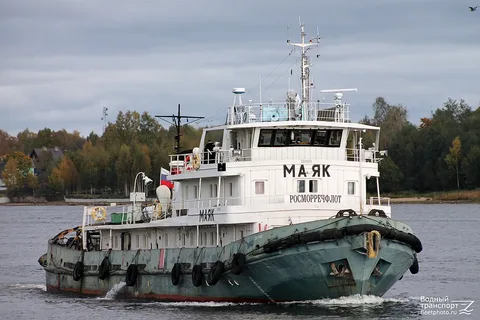 МАЯК
РОСМОРРЕЧФЛОТ
МАЯК
Водный
транспорт
fleetphoto.ru